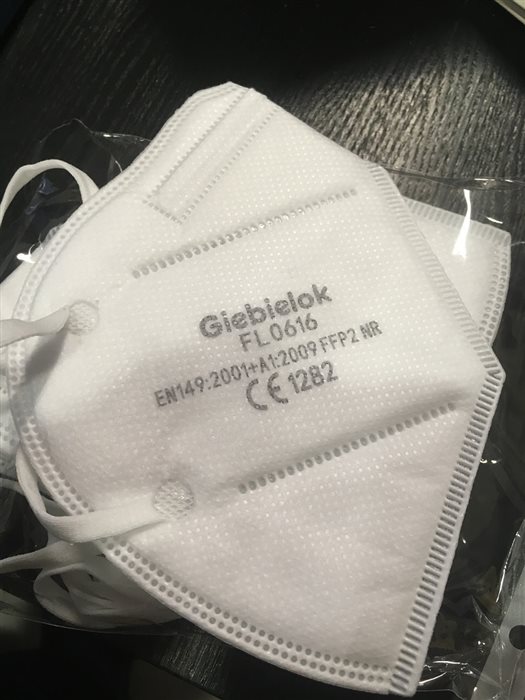 Giebielok
FL0616
EN149:2001+A1:2009 FFP2 NR
CE 1282